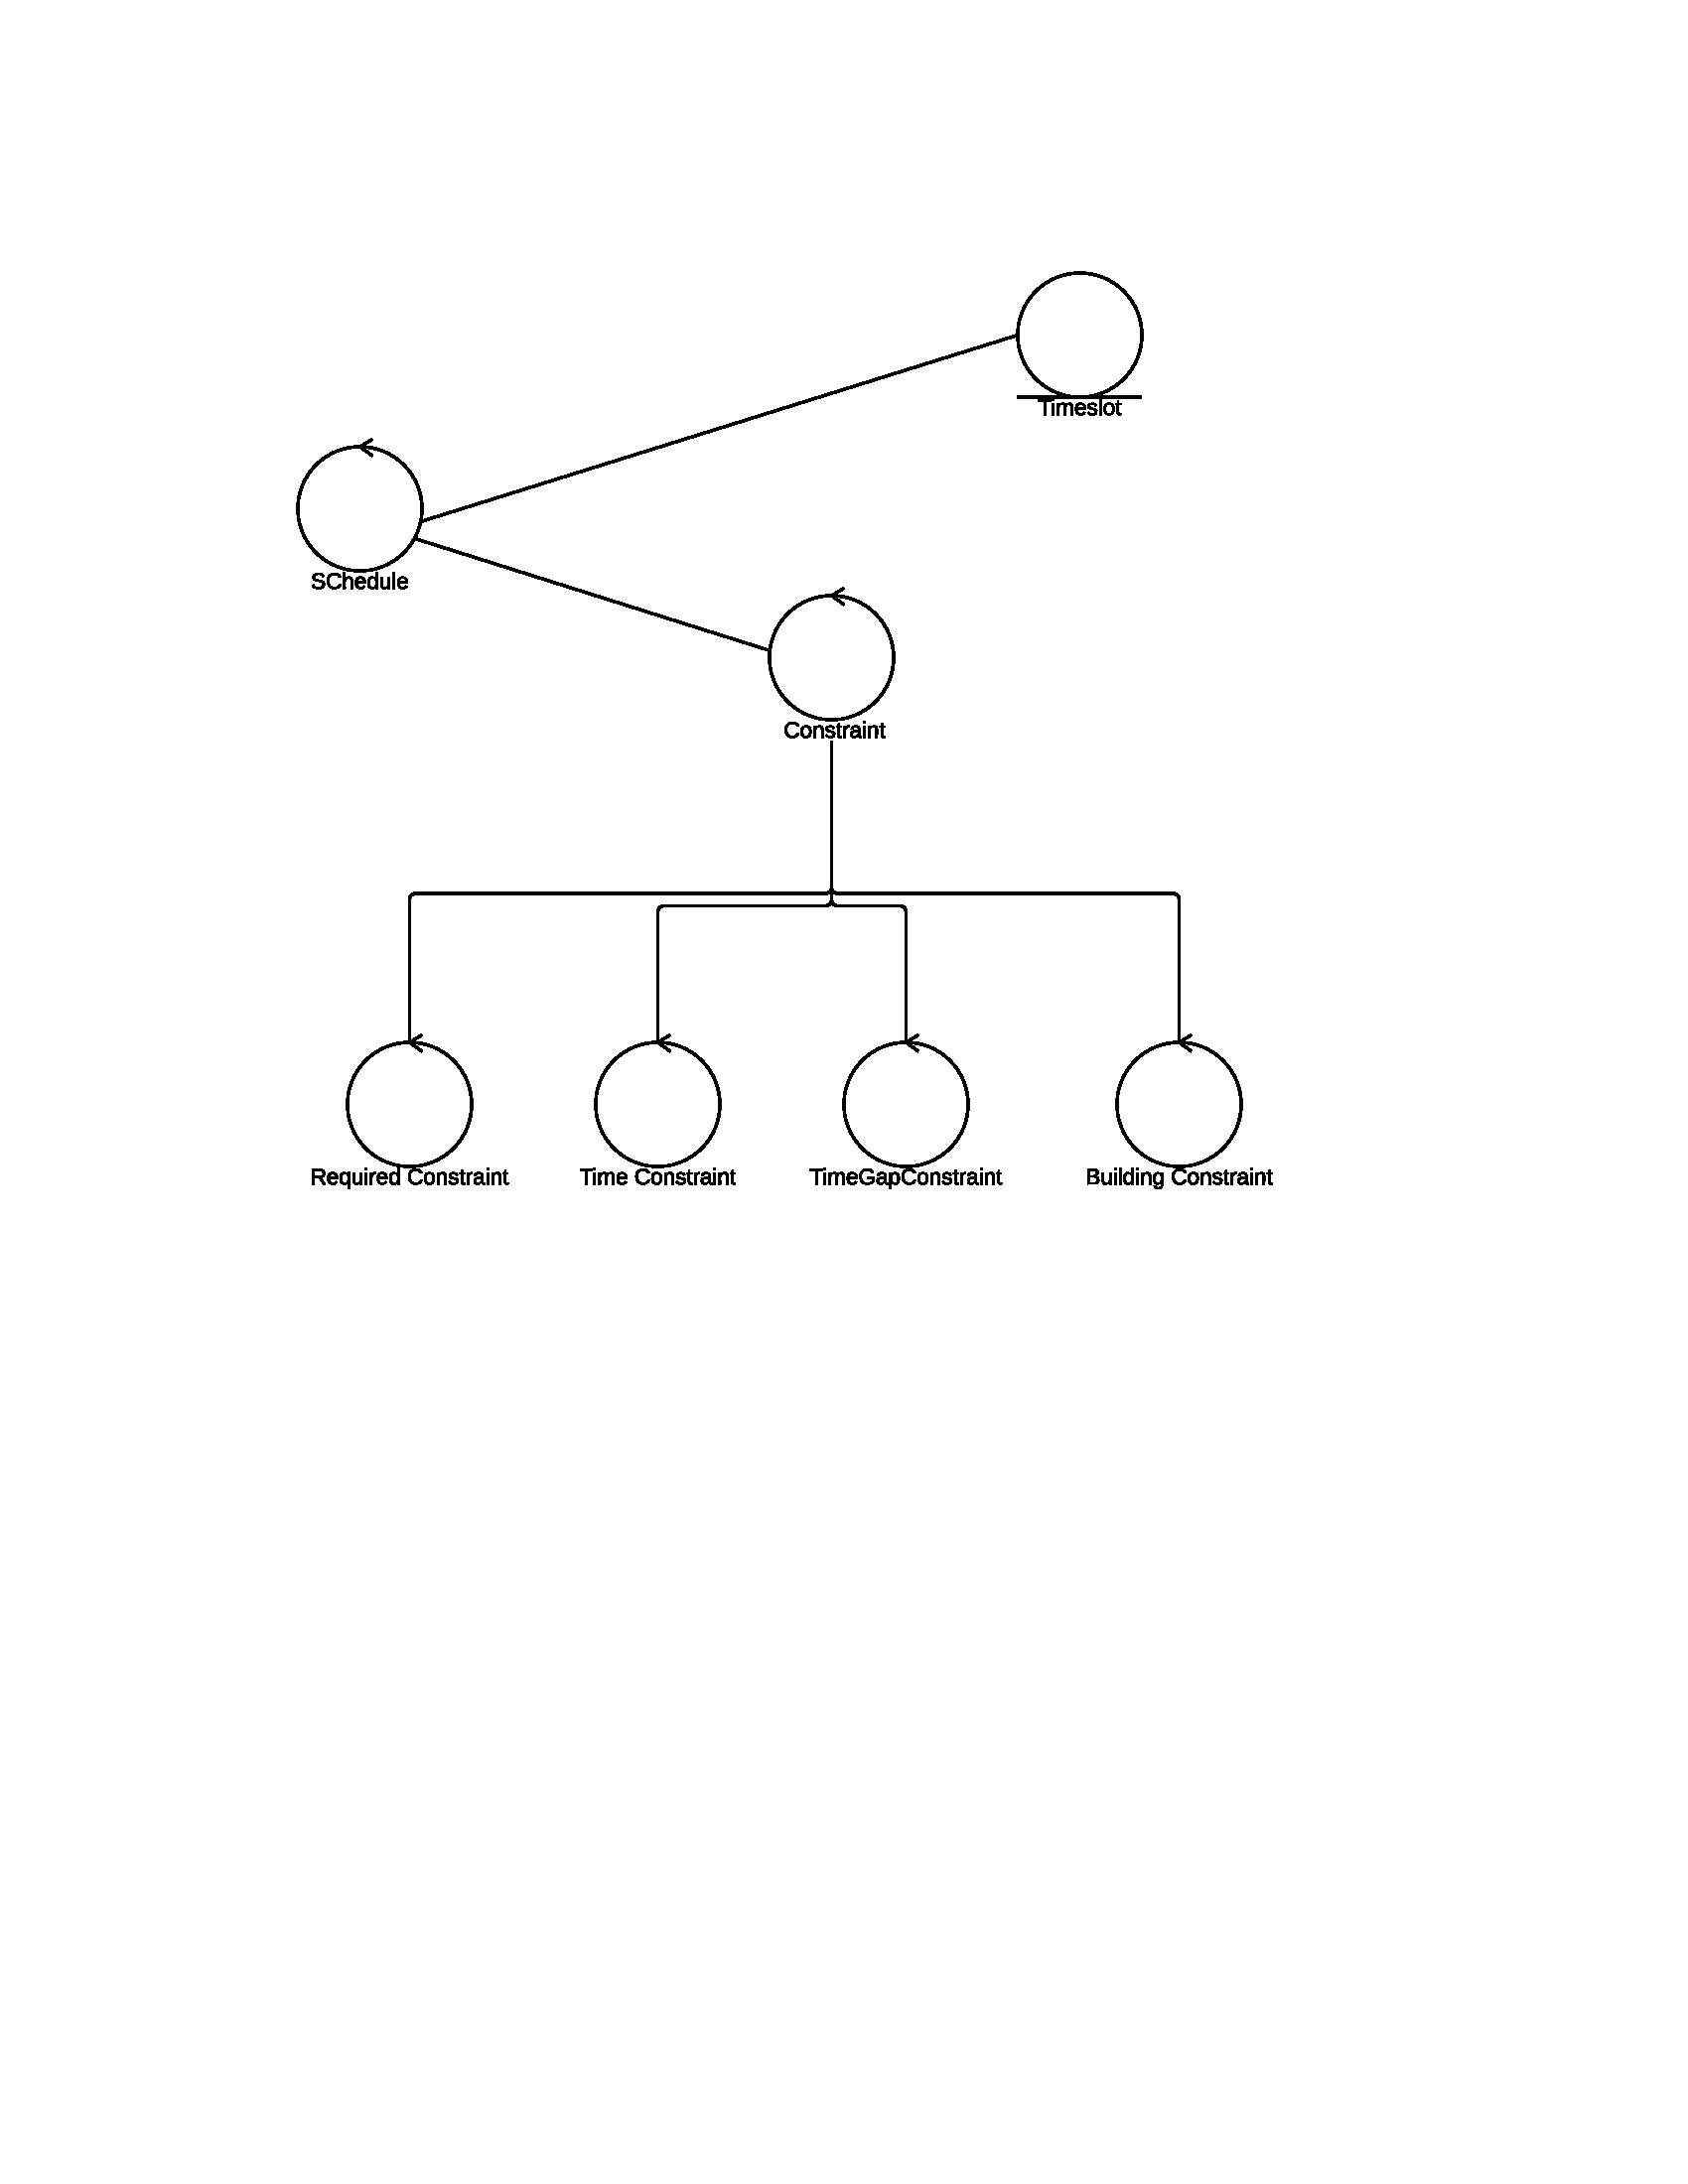 Timeslot
SChedule
Constraint
Required Constraint
Time Constraint
TimeGapConstraint
Building Constraint